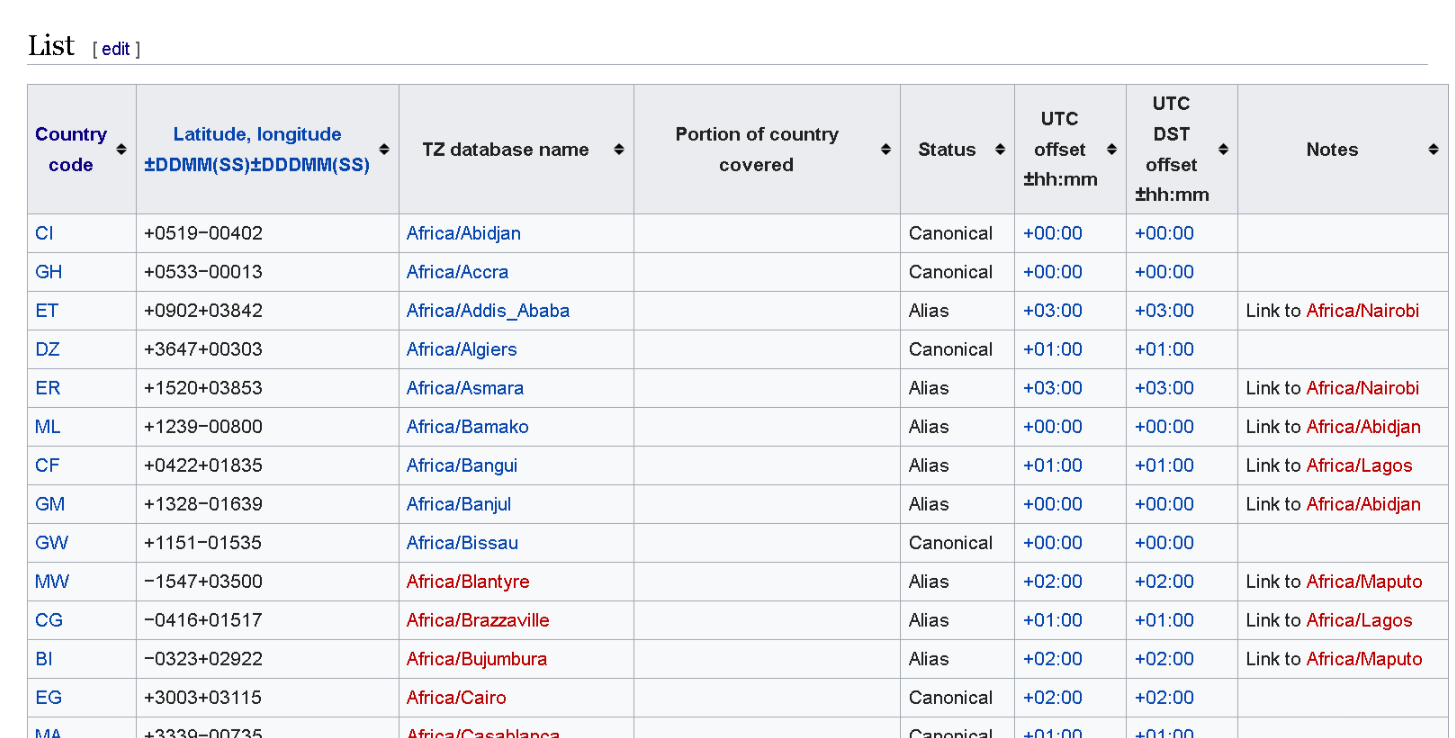 List [ edit ]
Country code Latitude, longitude ±DDMM(SS)±DDDMM(SS) TZ database name Portion of country covered Status UTC offset ±hh:mm UTC DST offset ±hh:mm Notes
CI +0519−00402 Africa/Abidjan Canonical +00:00 +00:00
GH +0533−00013 Africa/Accra Canonical +00:00 +00:00
ET +0902+03842 Africa/Addis_Ababa Alias +03:00 +03:00 Link to Africa/Nairobi
DZ +3647+00303 Africa/Algiers Canonical +01:00 +01:00
ER +1520+03853 Africa/Asmara Alias +03:00 +03:00 Link to Africa/Nairobi
ML +1239−00800 Africa/Bamako Alias +00:00 +00:00 Link to Africa/Abidjan
CF +0422+01835 Africa/Bangui Alias +01:00 +01:00 Link to Africa/Lagos
GM +1328−01639 Africa/Banjul Alias +00:00 +00:00 Link to Africa/Abidjan
GW +1151−01535 Africa/Bissau Canonical +00:00 +00:00
MW −1547+03500 Africa/Blantyre Alias +02:00 +02:00 Link to Africa/Maputo
CG −0416+01517 Africa/Brazzaville Alias +01:00 +01:00 Link to Africa/Lagos
BI −0323+02922 Africa/Bujumbura Alias +02:00 +02:00 Link to Africa/Maputo
EG +3003+03115 Africa/Cairo Canonical +02:00 +02:00
MA +3339−00735 Africa/Casablanca Canonical +01:00 +01:00